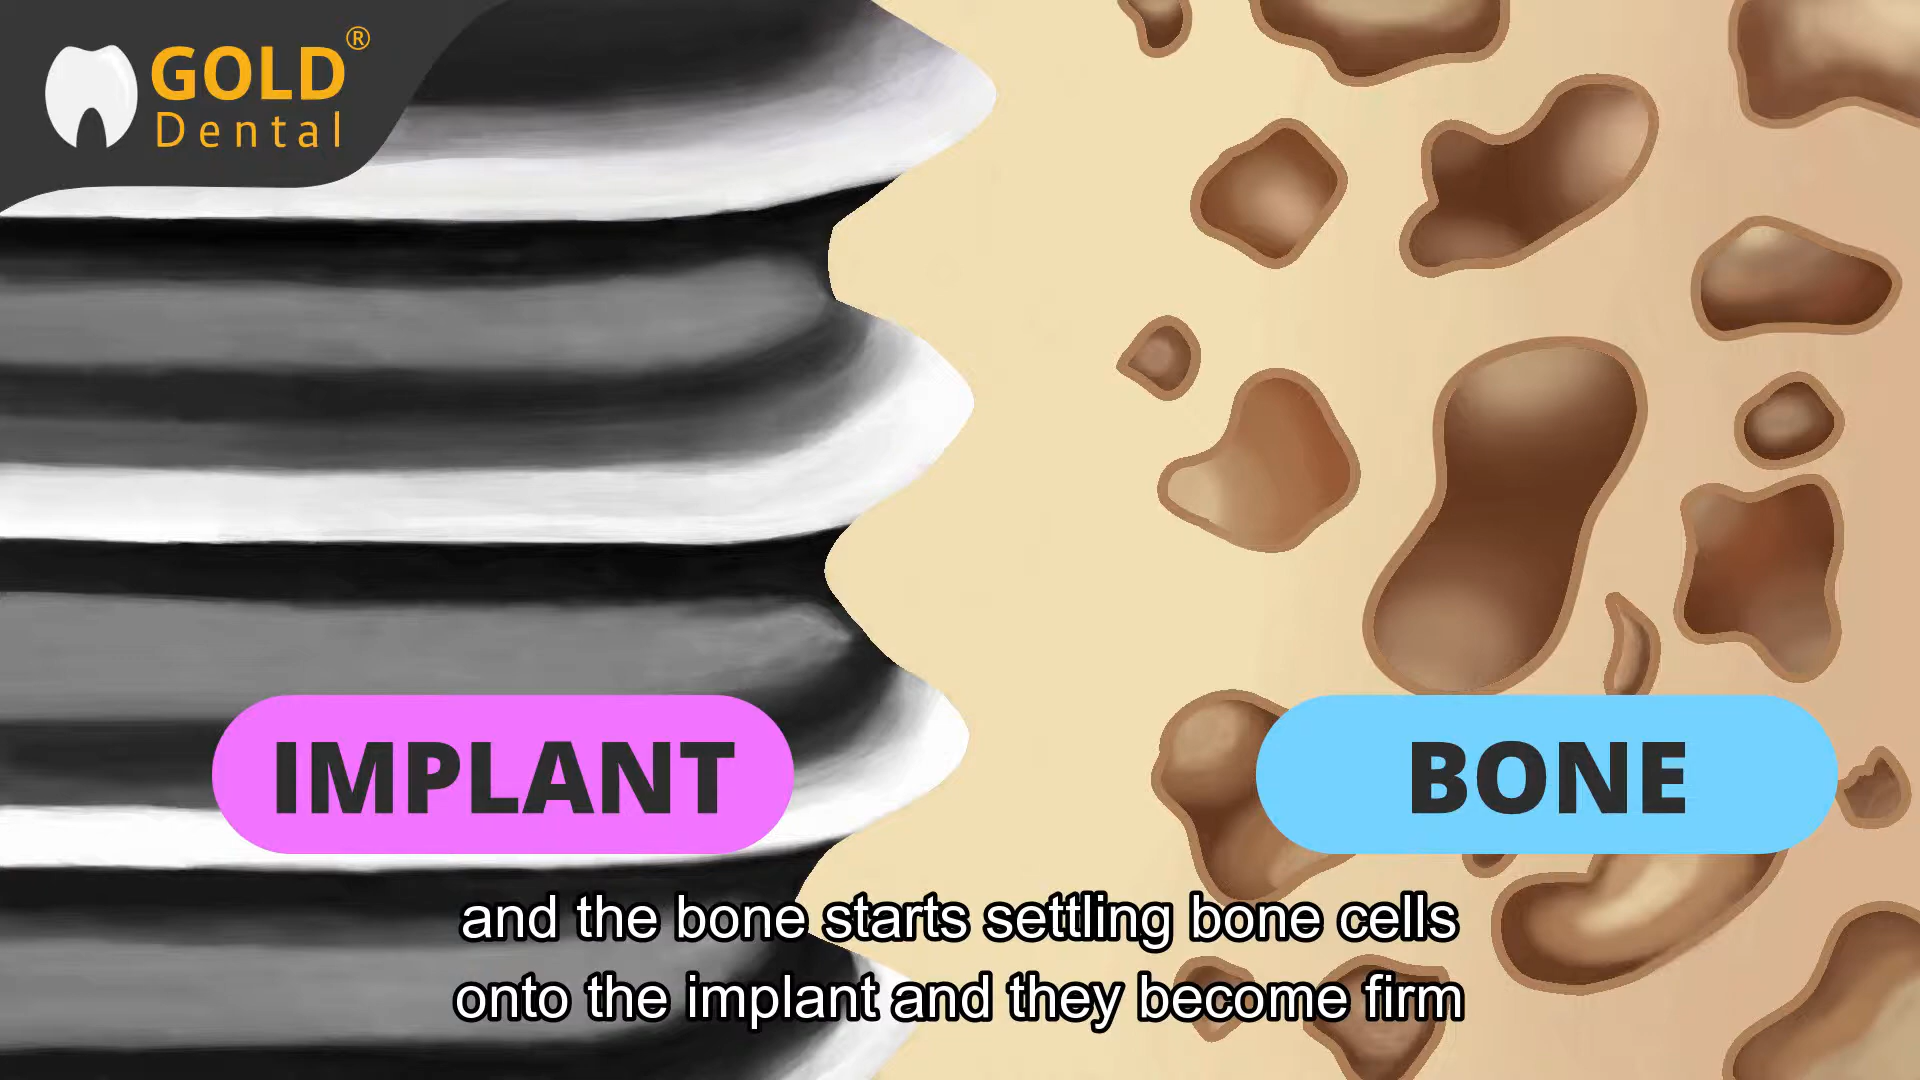 GOLD®
Dental
IMPLANT
BONE
and the bone starts settling bone cells
onto the implant and they become firm